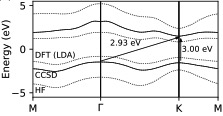 5
Energy (eV)
2.93 eV
3.00 eV
0
DFT (LDA)
CCSD
HF
−5
M Γ K M